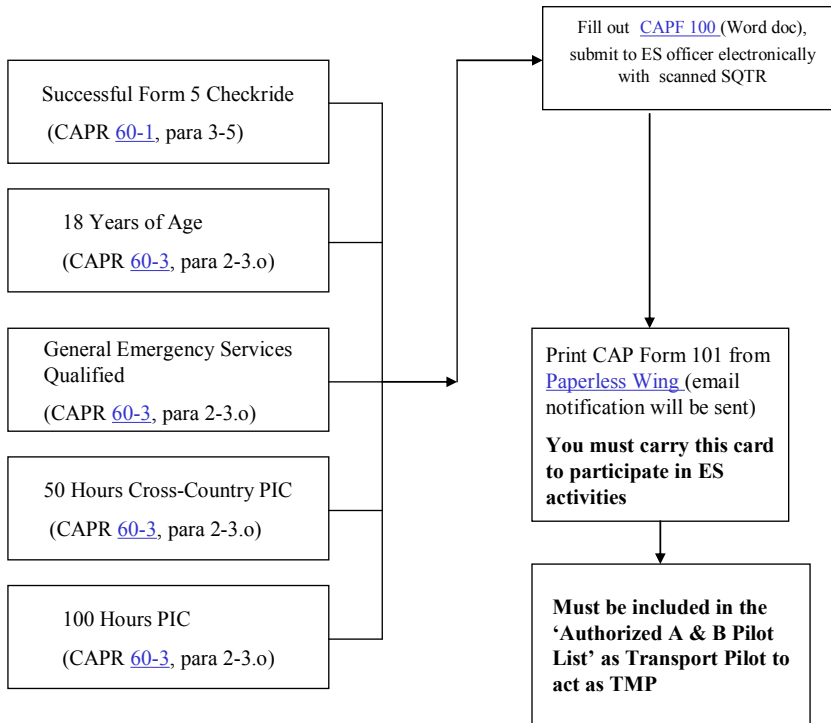 Successful Form 5 Checkride
(CAPR 60-1, para 3-5)
18 Years of Age
(CAPR 60-3, para 2-3.o)
General Emergency Services
Qualified
(CAPR 60-3, para 2-3.o)
50 Hours Cross-Country PIC
(CAPR 60-3, para 2-3.o)
100 Hours PIC
(CAPR 60-3, para 2-3.o)
Fill out CAPF 100 (Word doc),
submit to ES officer electronically
with scanned SQTR
Print CAP Form 101 from
Paperless Wing (email
notification will be sent)
You must carry this card
to participate in ES
activities
Must be included in the
‘Authorized A & B Pilot
List’ as Transport Pilot to
act as TMP